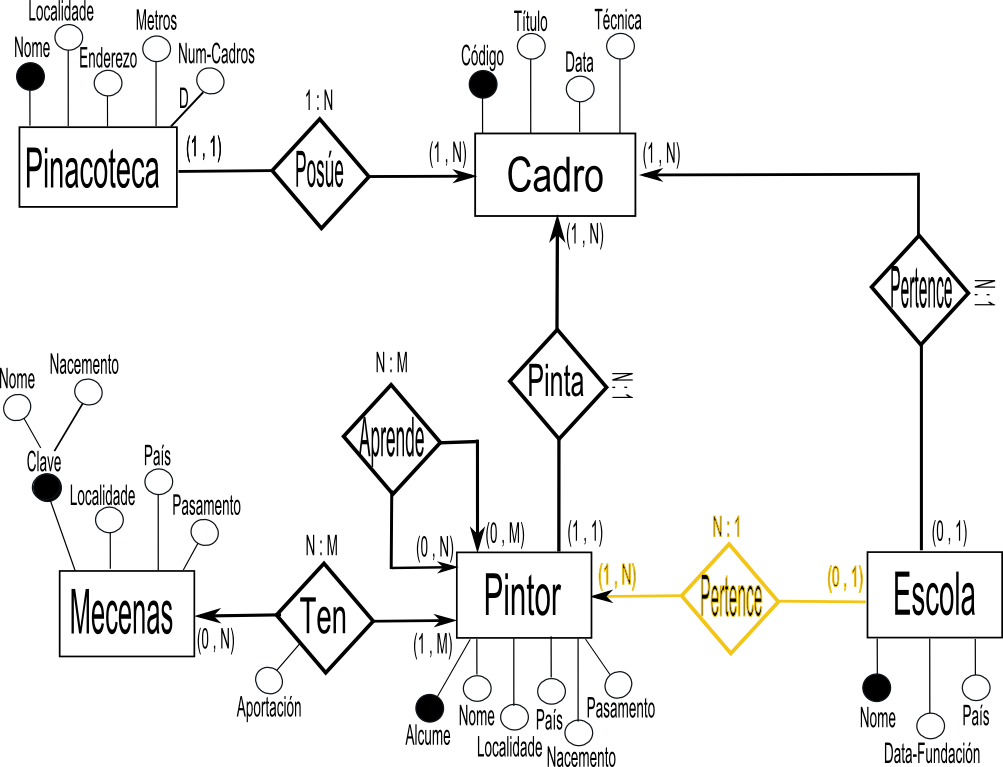 Localidade
Nome
Enderezo
Metros
Num-Cadros
D
Pinacoteca
(1 , 1)
1 : N
Posúe
(1 , N)
Código
Título
Data
Técnica
Cadro
(1 , N)
(1 , N)
Pertence
N : 1
Pinta
N : 1
N : M
Aprende
(0 , N)
(0 , M)
(1 , 1)
Nome
Nacemento
Clave
Localidade
País
Pasamento
Mecenas
(0 , N)
N : M
Ten
Aportación
(1 , M)
Pintor
(1 , N)
N : 1
Pertence
(0 , 1)
(0 , 1)
Escola
Alcume
Nome
Localidade
País
Nacemento
Pasamento
Nome
Data-Fundación
País